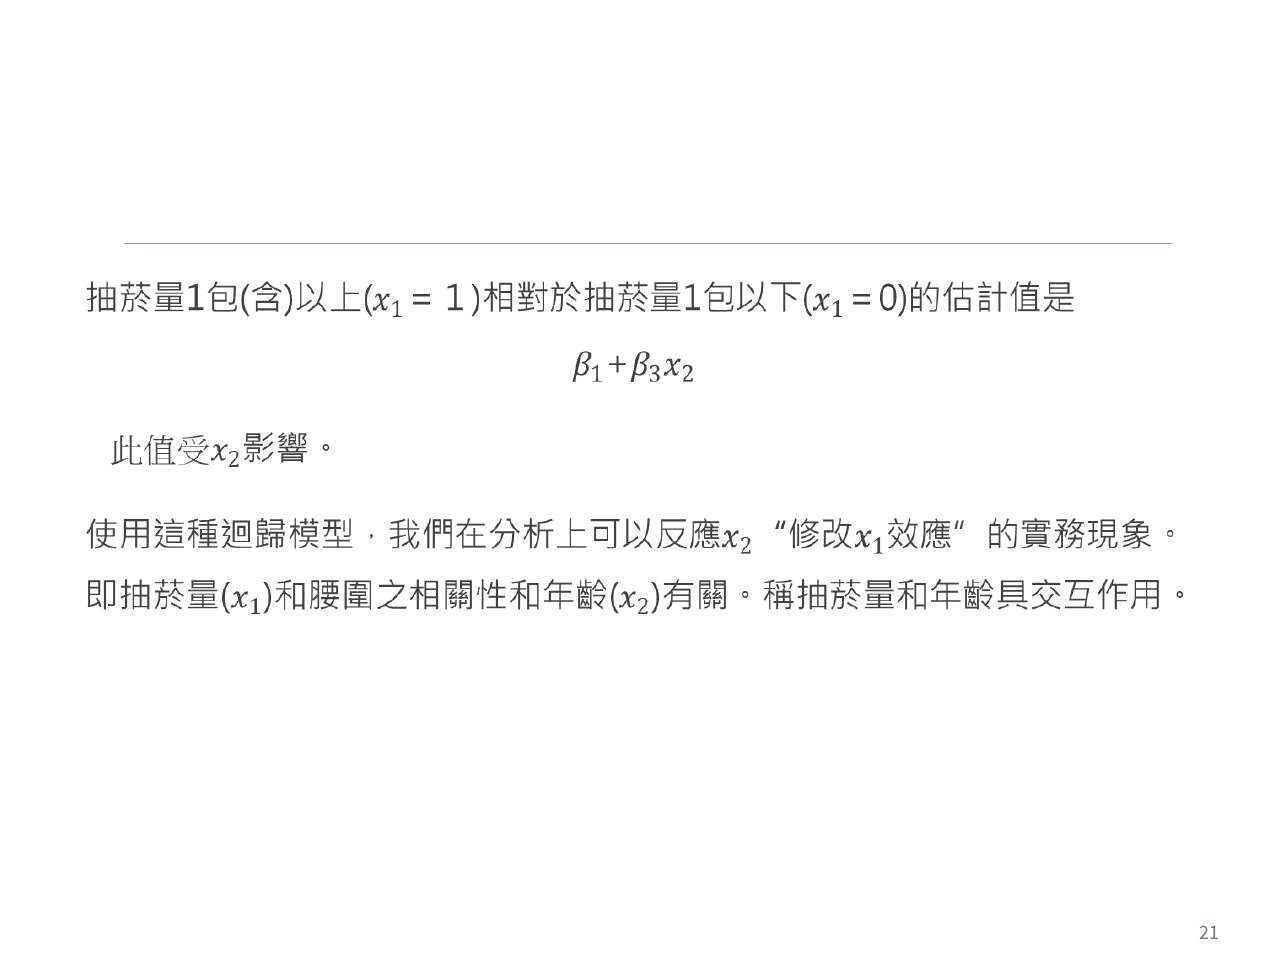 抽菸量1包(含)以上(x₁ = １)相對於抽菸量1包以下(x₁ = 0)的估計值是
β₁+β₃x₂
此值受x₂影響。
使用這種迴歸模型，我們在分析上可以反應x₂“修改x₁效應“的實務現象。
即抽菸量(x₁)和腰圍之相關性和年齡(x₂)有關。稱抽菸量和年齡具交互作用。
21